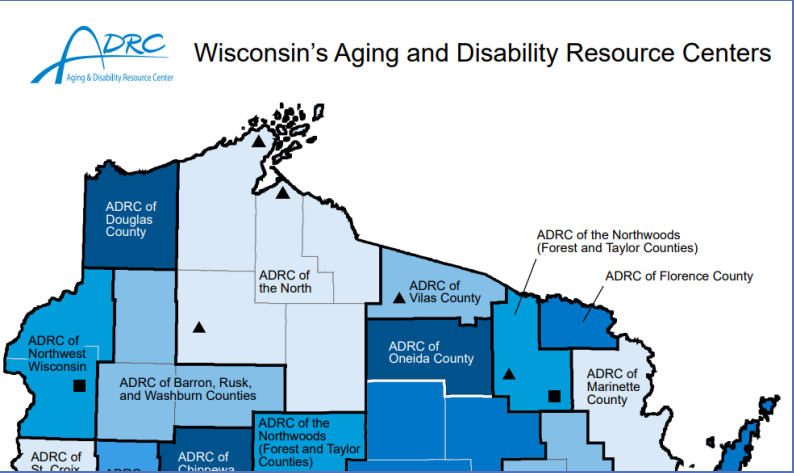 ADRC
Aging & Disability Resource Center
Wisconsin's Aging and Disability Resource Centers
ADRC of
Douglas
County
ADRC of the Northwoods
(Forest and Taylor Counties)
ADRC of Florence County
ADRC of
the North
ADRC of
Vilas County
ADRC of
Northwest
Wisconsin
ADRC of
Oneida County
ADRC of Barron, Rusk,
and Washburn Counties
ADRC of
Marinette
County
ADRC of the
Northwoods
(Forest and Taylor
Counties)
ADRC of
St. Croix
ADRC
ADRC of
Chippewa